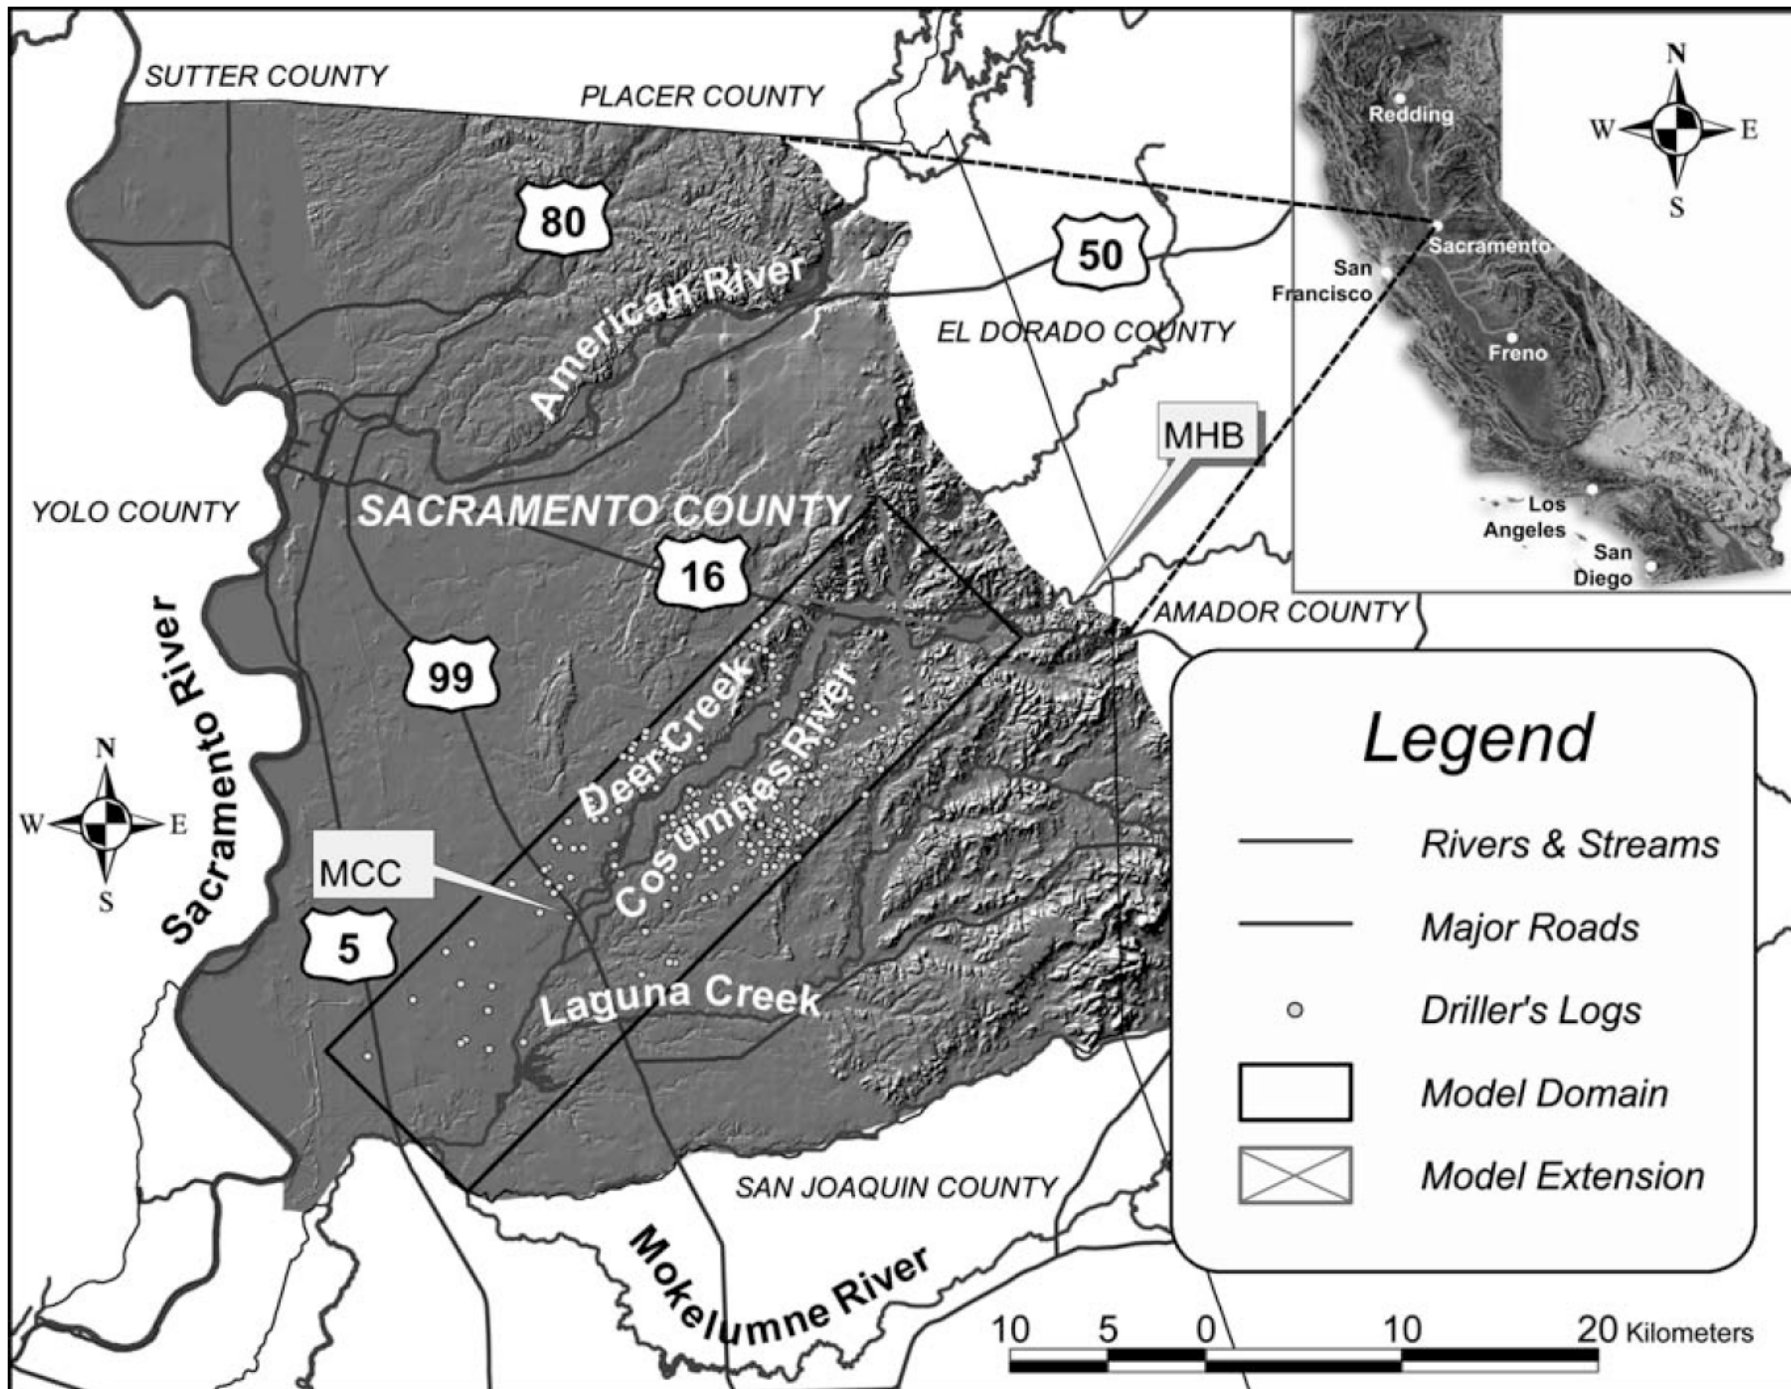 SUTTER COUNTY
PLACER COUNTY
N
W
E
S
Redding
Sacramento
San
Francisco
Freno
Los
Angeles
San
Diego
80
50
American River
EL DORADO COUNTY
MHB
YOLO COUNTY
SACRAMENTO COUNTY
16
AMADOR COUNTY
99
Sacramento River
Deer Creek
Cosumnes River
N
W
E
S
MCC
5
Laguna Creek
SAN JOAQUIN COUNTY
Mokelumne River
Legend
Rivers & Streams
Major Roads
Driller's Logs
Model Domain
Model Extension
10 5 0 10 20 Kilometers